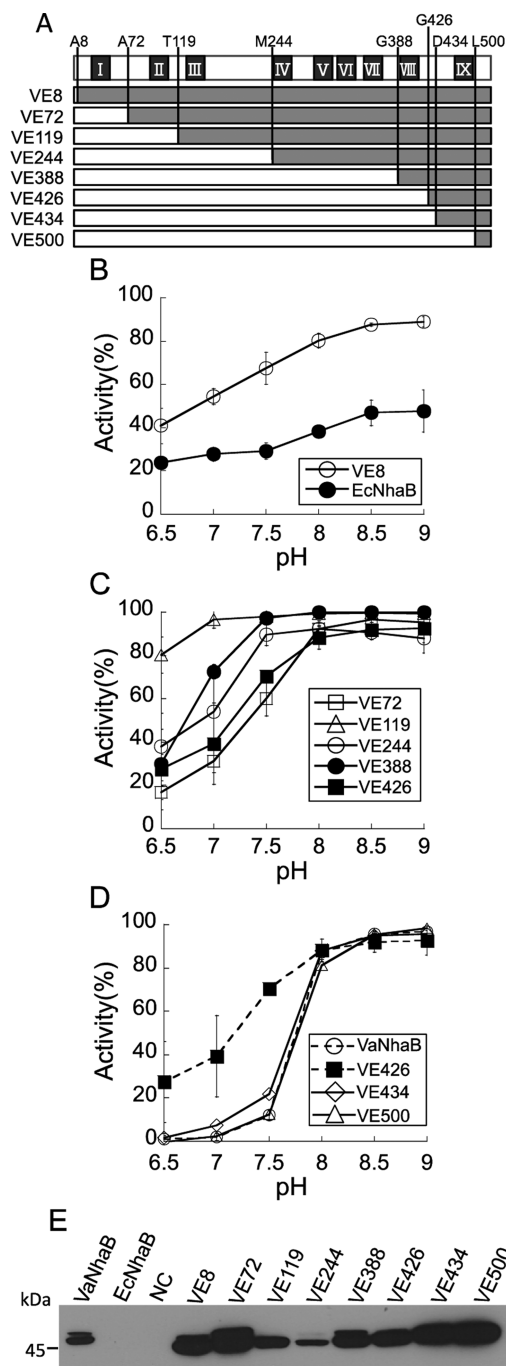 A
G426
A8 A72 T119 M244 G388 D434 L500
I II III IV V VI VII VIII IX
VE8
VE72
VE119
VE244
VE388
VE426
VE434
VE500
B
Activity(%)
100
80
60
40
20
0
6.5 7 7.5 8 8.5 9
pH
VE8
EcNhaB
C
Activity(%)
100
80
60
40
20
0
6.5 7 7.5 8 8.5 9
pH
VE72
VE119
VE244
VE388
VE426
D
Activity(%)
100
80
60
40
20
0
6.5 7 7.5 8 8.5 9
pH
VaNhaB
VE426
VE434
VE500
E
VaNhaB EcNhaB NC VE8 VE72 VE119 VE244 VE388 VE426 VE434 VE500
kDa
45